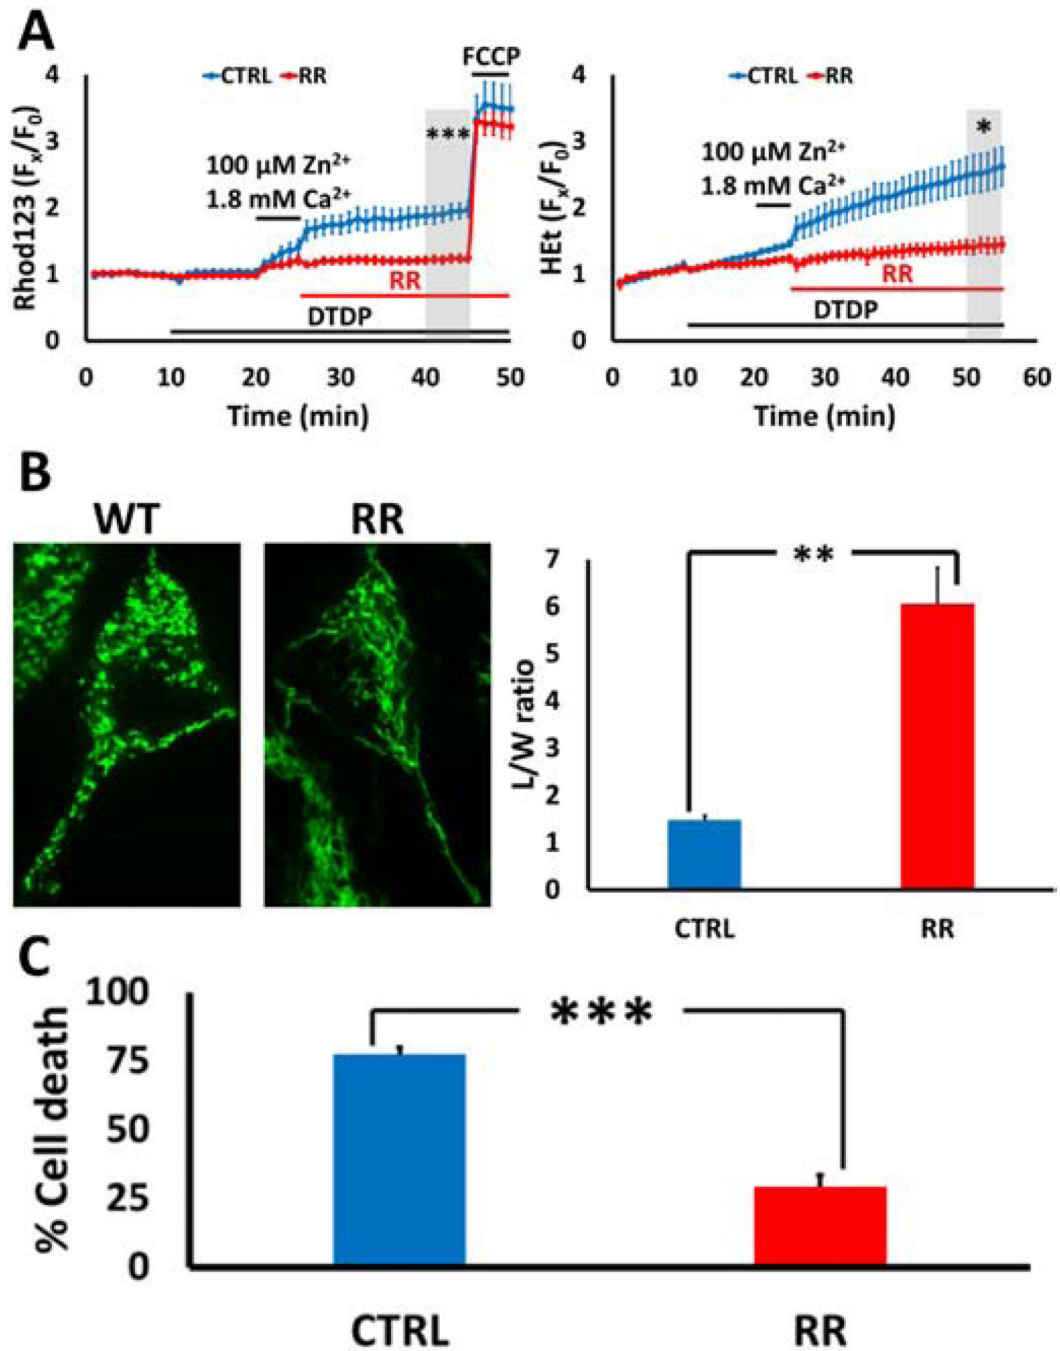 A
FCCP
4
CTRL
RR
3
***
100 µM Zn²⁺
1.8 mM Ca²⁺
2
1
RR
DTDP
0
0 10 20 30 40 50
Time (min)
Rhod123 (Fₓ/F₀)
4
CTRL
RR
3
*
100 µM Zn²⁺
1.8 mM Ca²⁺
2
1
RR
DTDP
0
0 10 20 30 40 50 60
Time (min)
HEt (Fₓ/F₀)
B
WT
RR
7
**
6
5
4
3
2
1
0
L/W ratio
CTRL
RR
C
100
***
75
50
25
0
% Cell death
CTRL
RR